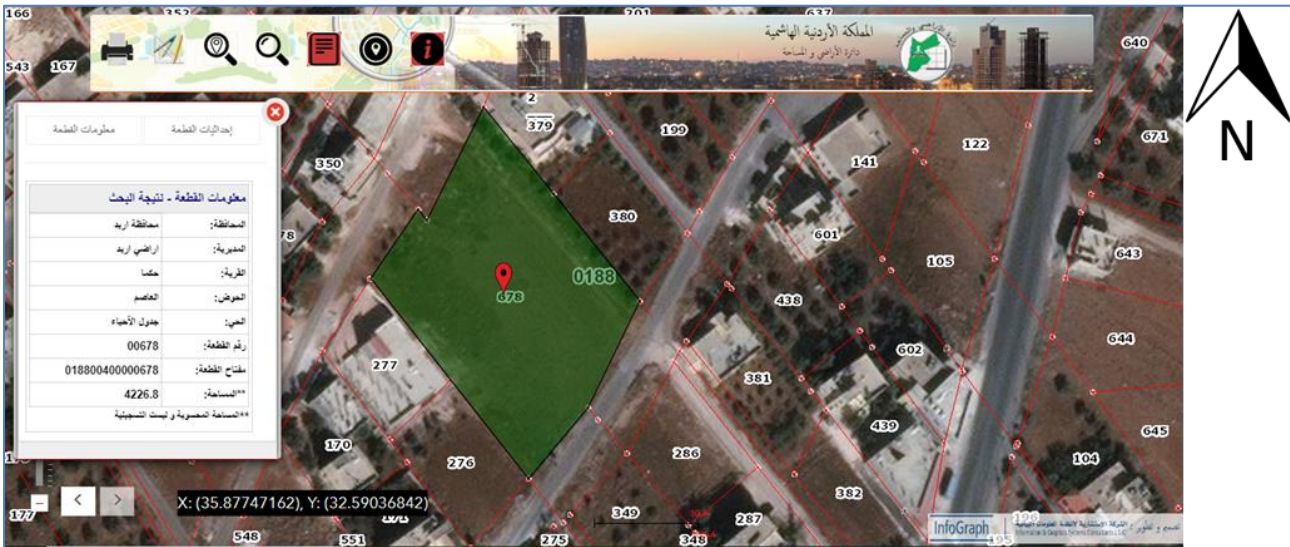 166
352
201
637
المملكة الأردنية الهاشمية
دائرة الأراضي و المساحة
640
N
543
167
2
379
199
122
671
141
350
إحداثيات القطعة
معلومات القطعة
معلومات القطعة - نتيجة البحث
المحافظة: محافظة اربد
المديرية: اراضي اربد
القرية: حكما
الحوض: العاصم
الحي: جدول الأحياء
رقم القطعة: 00678
مفتاح القطعة: 018800400000678
**المساحة: 4226.8
**المساحة المحسوبة و ليست التسجيلية
78
380
601
643
105
0188
678
438
644
277
602
381
439
645
170
276
286
104
382
X: (35.87747162), Y: (32.59036842)
177
349
287
196
InfoGraph
548
551
275
348
195